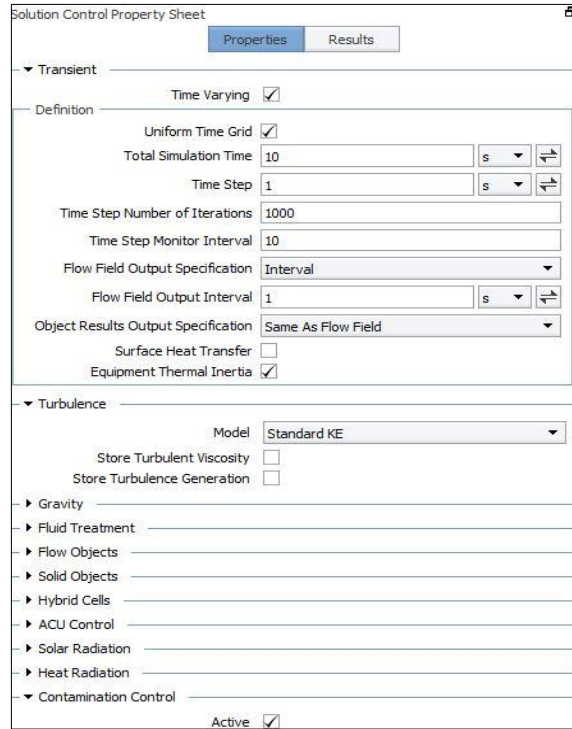 Solution Control Property Sheet
Properties Results
Transient
Time Varying
Definition
Uniform Time Grid
Total Simulation Time 10 s
Time Step 1 s
Time Step Number of Iterations 1000
Time Step Monitor Interval 10
Flow Field Output Specification Interval
Flow Field Output Interval 1 s
Object Results Output Specification Same As Flow Field
Surface Heat Transfer
Equipment Thermal Inertia
Turbulence
Model Standard KE
Store Turbulent Viscosity
Store Turbulence Generation
Gravity
Fluid Treatment
Flow Objects
Solid Objects
Hybrid Cells
ACU Control
Solar Radiation
Heat Radiation
Contamination Control
Active